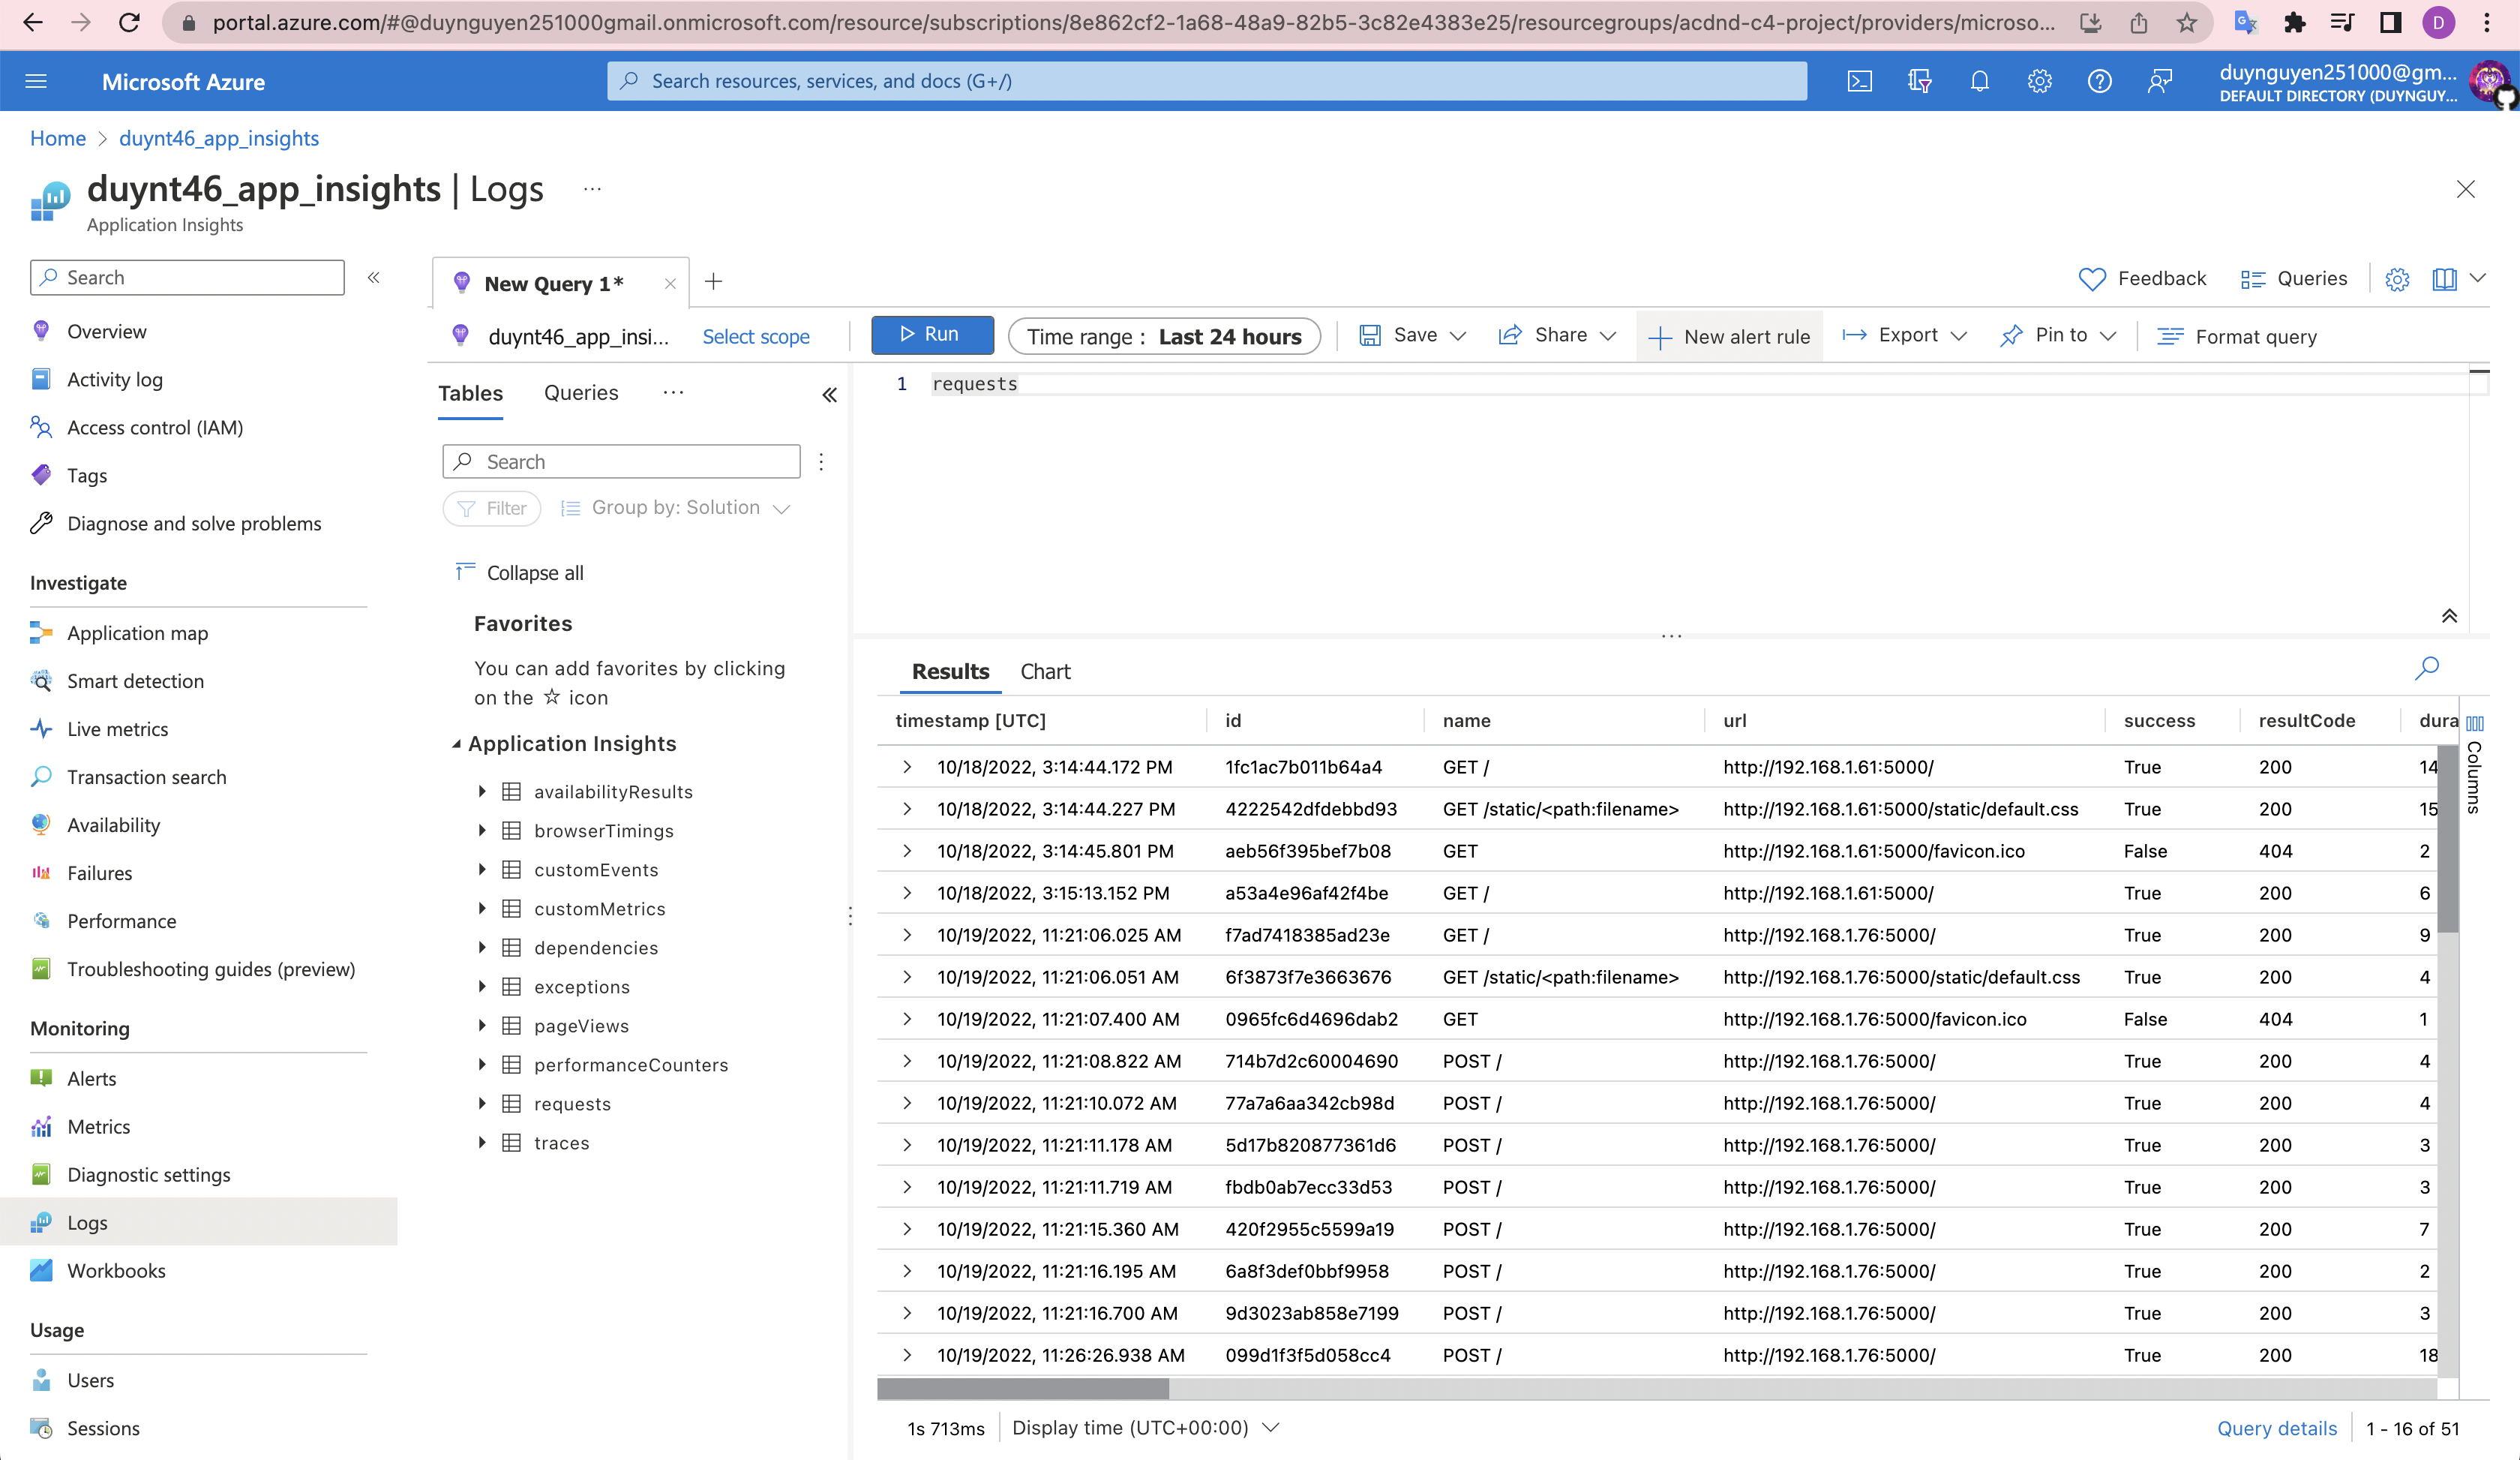 portal.azure.com/#@duynguyen251000gmail.onmicrosoft.com/resource/subscriptions/8e862cf2-1a68-48a9-82b5-3c82e4383e25/resourcegroups/acdnd-c4-project/providers/microso...
D
Microsoft Azure
Search resources, services, and docs (G+/)
duynguyen251000@gm...
DEFAULT DIRECTORY (DUYNGUY...
Home > duynt46_app_insights
duynt46_app_insights | Logs ...
Application Insights
Search
Overview
Activity log
Access control (IAM)
Tags
Diagnose and solve problems
Investigate
Application map
Smart detection
Live metrics
Transaction search
Availability
Failures
Performance
Troubleshooting guides (preview)
Monitoring
Alerts
Metrics
Diagnostic settings
Logs
Workbooks
Usage
Users
Sessions
New Query 1*
Feedback
Queries
duynt46_app_insi...
Select scope
Run
Time range : Last 24 hours
Save
Share
New alert rule
Export
Pin to
Format query
Tables
Queries
...
Search
Filter
Group by: Solution
Collapse all
Favorites
You can add favorites by clicking
on the ☆ icon
Application Insights
availabilityResults
browserTimings
customEvents
customMetrics
dependencies
exceptions
pageViews
performanceCounters
requests
traces
1 requests
Results
Chart
timestamp [UTC] id name url success resultCode dura
10/18/2022, 3:14:44.172 PM 1fc1ac7b011b64a4 GET / http://192.168.1.61:5000/ True 200 14
10/18/2022, 3:14:44.227 PM 4222542dfdebbd93 GET /static/<path:filename> http://192.168.1.61:5000/static/default.css True 200 15
10/18/2022, 3:14:45.801 PM aeb56f395bef7b08 GET http://192.168.1.61:5000/favicon.ico False 404 2
10/18/2022, 3:15:13.152 PM a53a4e96af42f4be GET / http://192.168.1.61:5000/ True 200 6
10/19/2022, 11:21:06.025 AM f7ad7418385ad23e GET / http://192.168.1.76:5000/ True 200 9
10/19/2022, 11:21:06.051 AM 6f3873f7e3663676 GET /static/<path:filename> http://192.168.1.76:5000/static/default.css True 200 4
10/19/2022, 11:21:07.400 AM 0965fc6d4696dab2 GET http://192.168.1.76:5000/favicon.ico False 404 1
10/19/2022, 11:21:08.822 AM 714b7d2c60004690 POST / http://192.168.1.76:5000/ True 200 4
10/19/2022, 11:21:10.072 AM 77a7a6aa342cb98d POST / http://192.168.1.76:5000/ True 200 4
10/19/2022, 11:21:11.178 AM 5d17b820877361d6 POST / http://192.168.1.76:5000/ True 200 3
10/19/2022, 11:21:11.719 AM fbdb0ab7ecc33d53 POST / http://192.168.1.76:5000/ True 200 3
10/19/2022, 11:21:15.360 AM 420f2955c5599a19 POST / http://192.168.1.76:5000/ True 200 7
10/19/2022, 11:21:16.195 AM 6a8f3def0bbf9958 POST / http://192.168.1.76:5000/ True 200 2
10/19/2022, 11:21:16.700 AM 9d3023ab858e7199 POST / http://192.168.1.76:5000/ True 200 3
10/19/2022, 11:26:26.938 AM 099d1f3f5d058cc4 POST / http://192.168.1.76:5000/ True 200 18
Columns
1s 713ms
Display time (UTC+00:00)
Query details
1 - 16 of 51